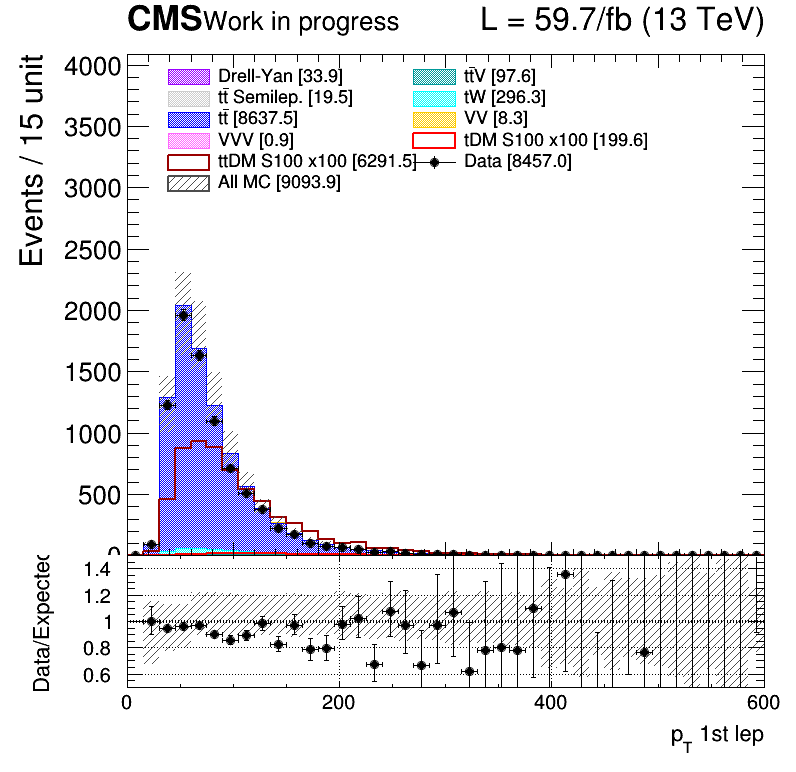 CMS Work in progress L = 59.7/fb (13 TeV)
Events / 15 unit
4000
3500
3000
2500
2000
1500
1000
500
0
Drell-Yan [33.9] tt̄V [97.6]
tt̄ Semilep. [19.5] tW [296.3]
tt̄ [8637.5] VV [8.3]
VVV [0.9] tDM S100 x100 [199.6]
ttDM S100 x100 [6291.5] Data [8457.0]
All MC [9093.9]
Data/Expected
1.4
1.2
1
0.8
0.6
0 200 400 600
p_T 1st lep